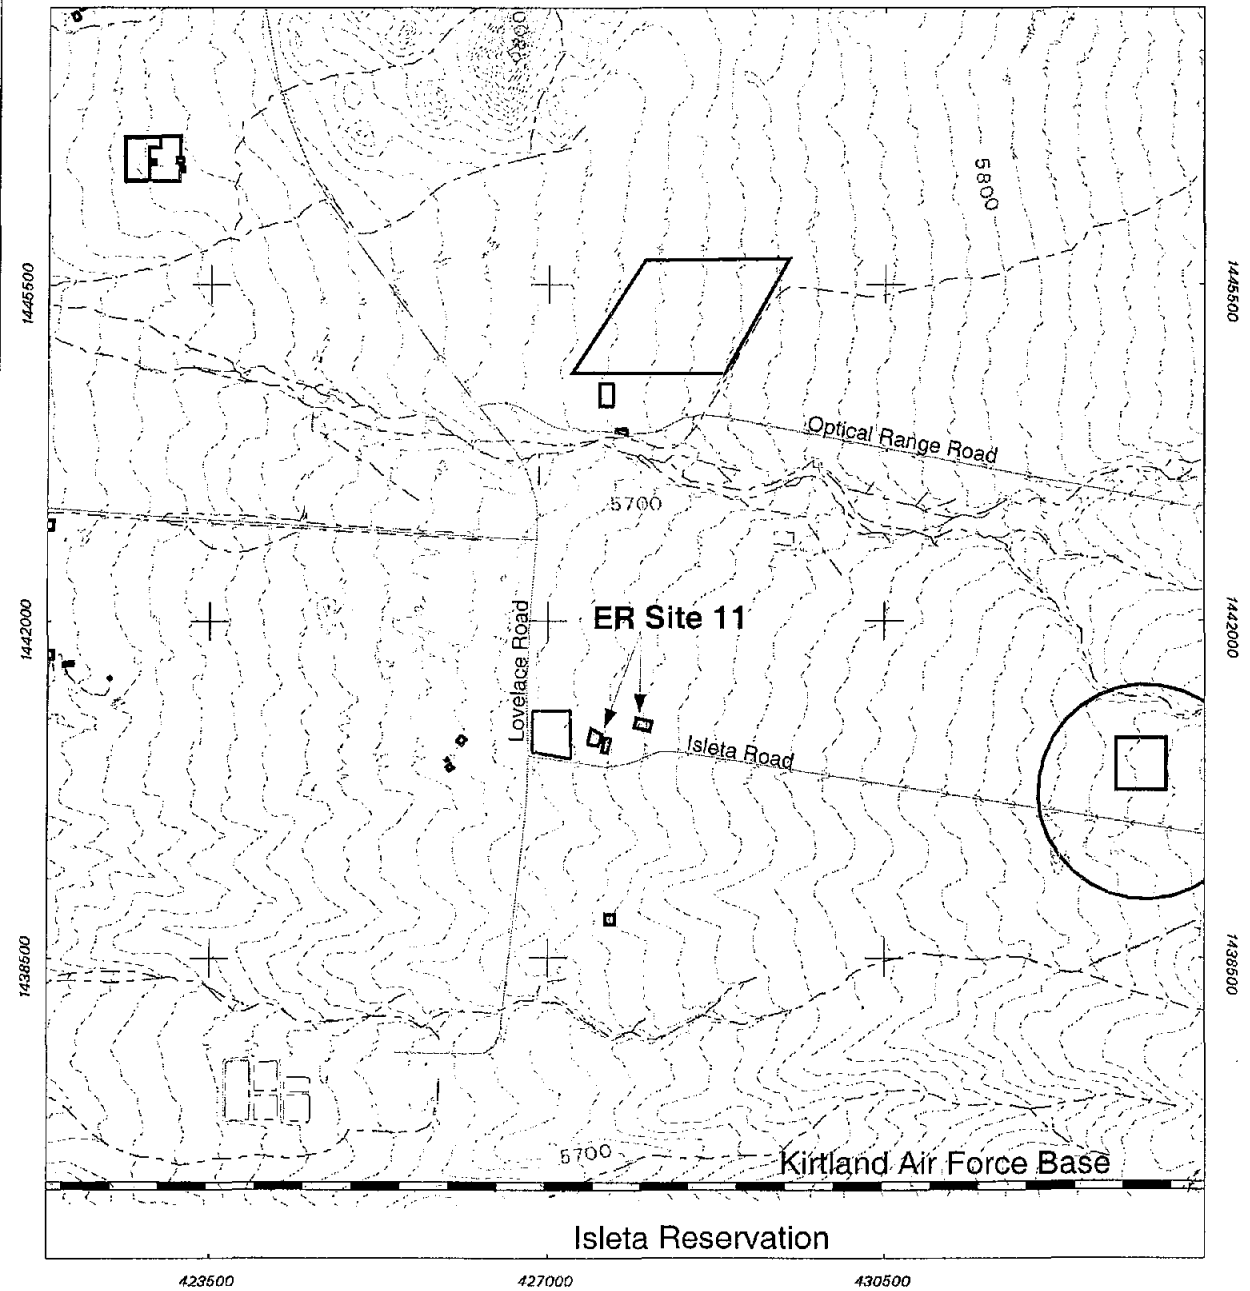 5800
5800
1445500
1445500
Optical Range Road
5700
1442000
ER Site 11
1442000
Lovelace Road
Isleta Road
1438500
1438500
5700
Kirtland Air Force Base
Isleta Reservation
423500
427000
430500